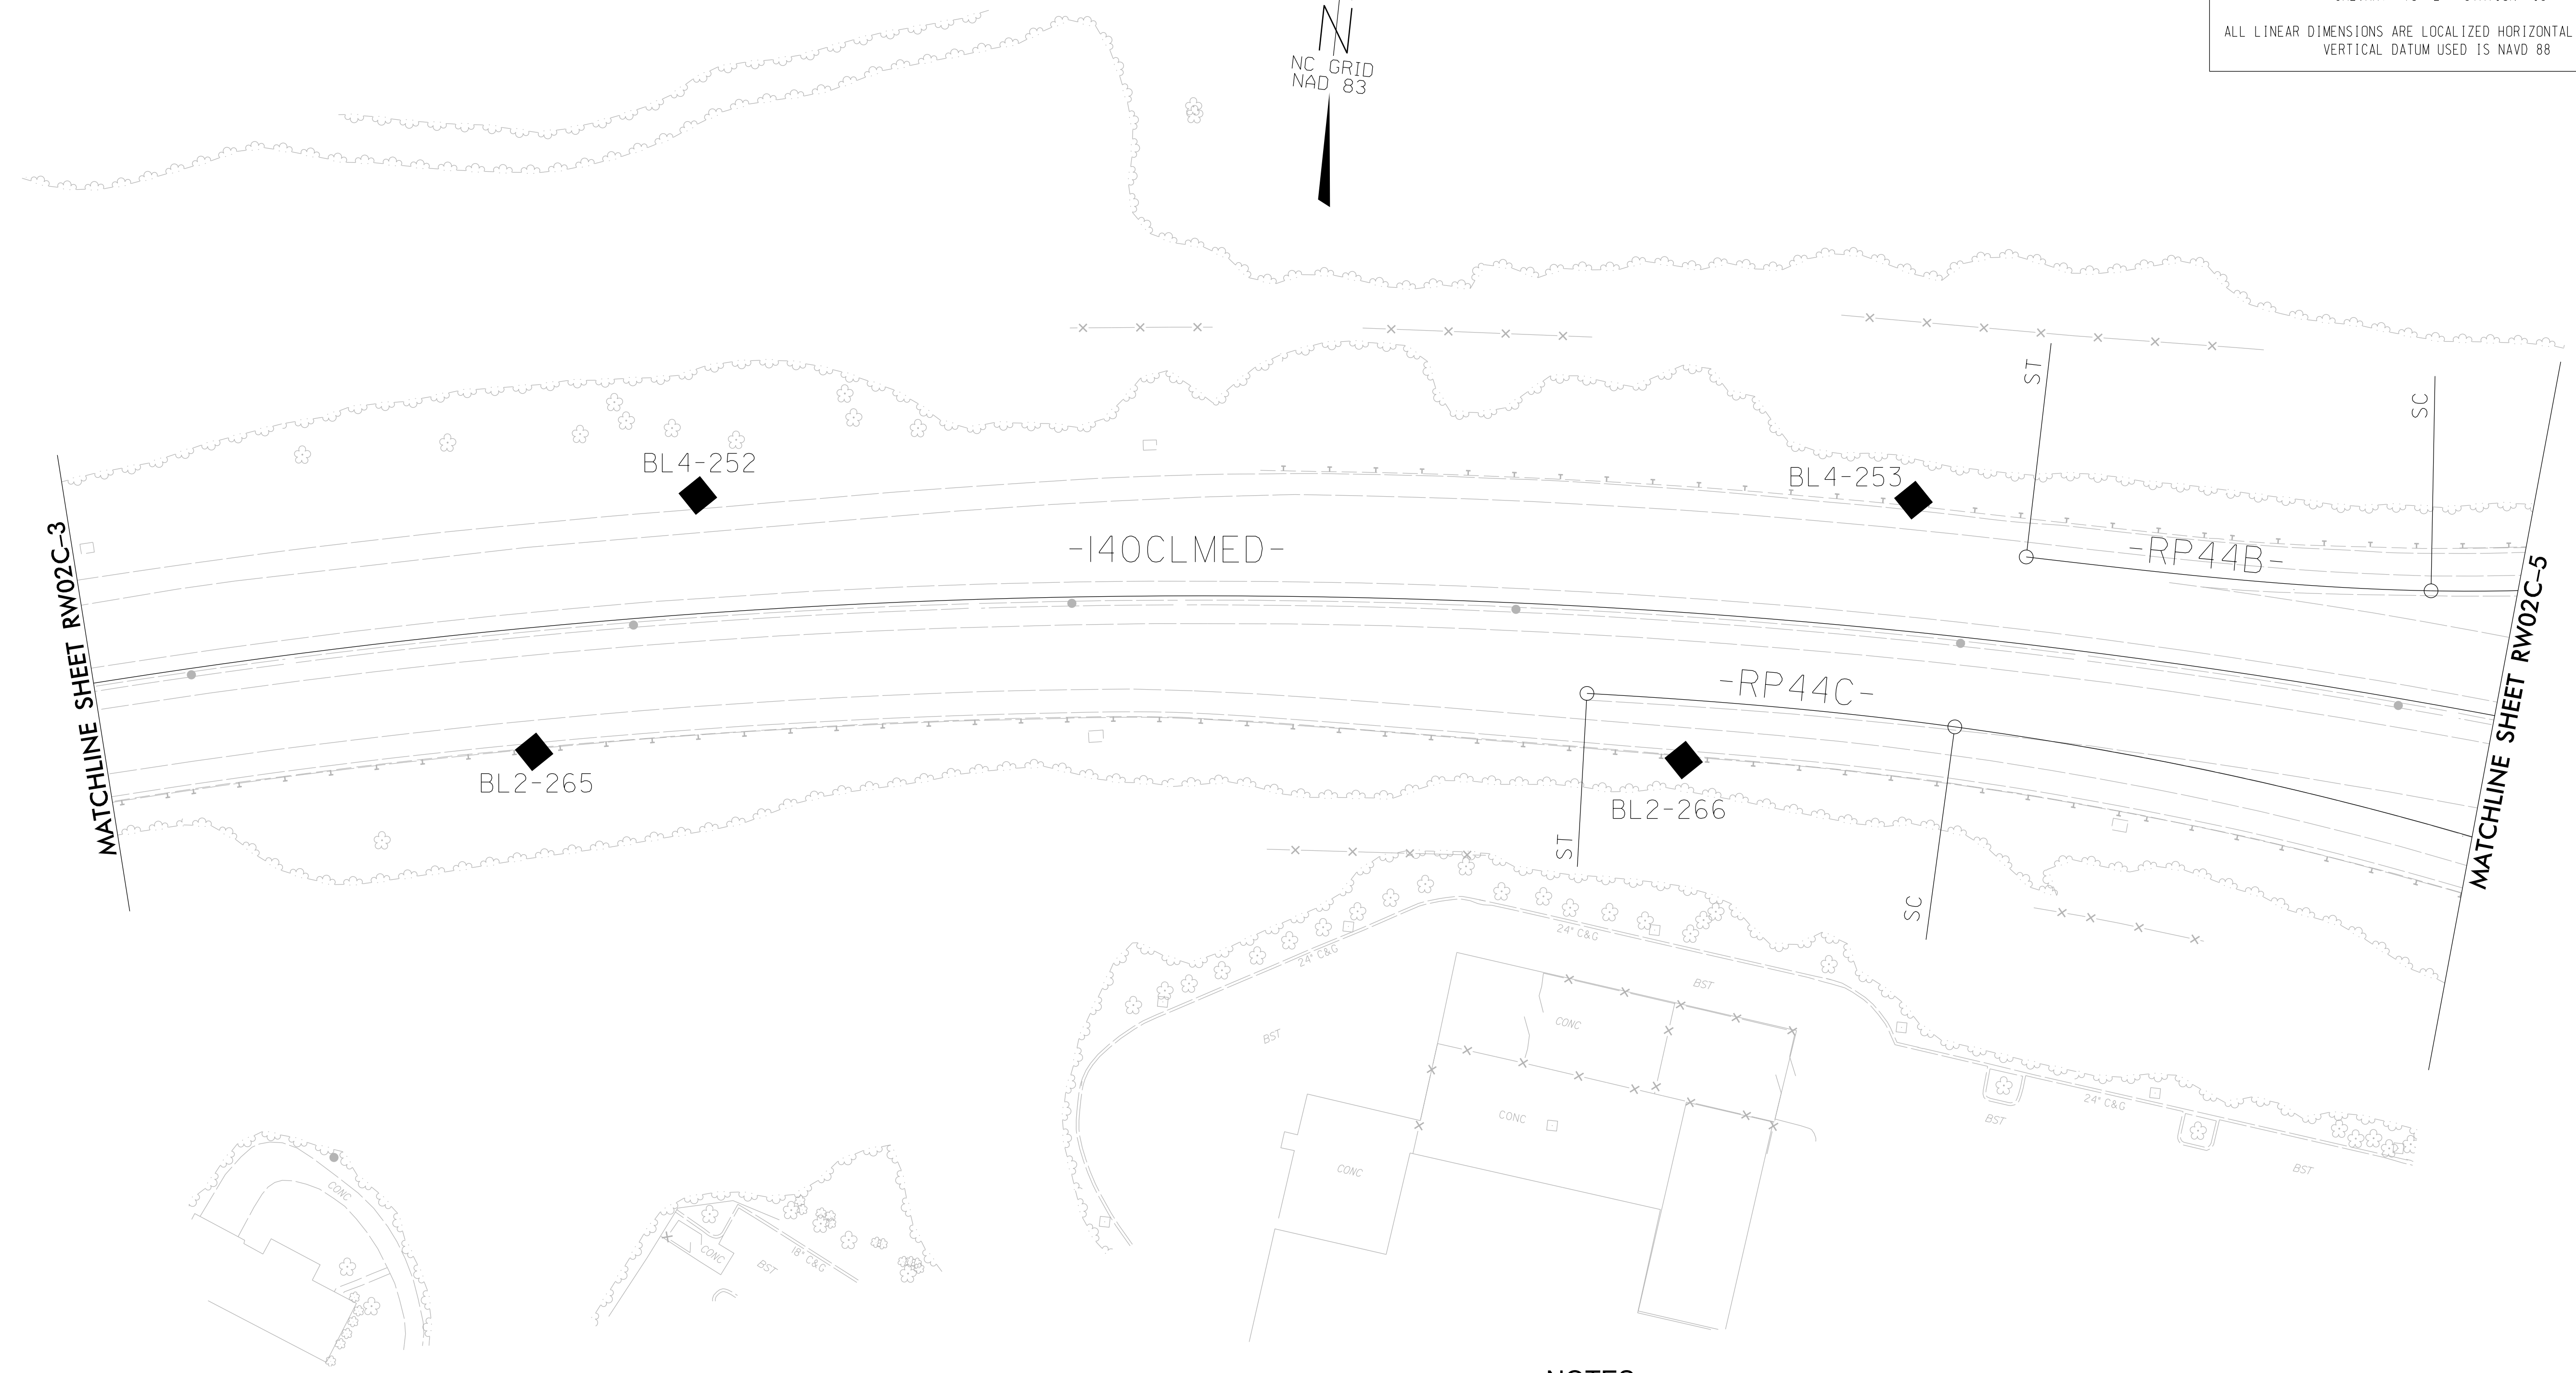 ALL LINEAR DIMENSIONS ARE LOCALIZED HORIZONTAL
VERTICAL DATUM USED IS NAVD 88
N
NC GRID
NAD 83
ST
SC
BL4-252
BL4-253
-I40CLMED-
-RP44B-
MATCHLINE SHEET RW02C-3
MATCHLINE SHEET RW02C-5
-RP44C-
BL2-265
BL2-266
ST
SC
24" C&G
24" C&G
BST
BST
CONC
CONC
CONC
24" C&G
BST
BST
CONC
CONC
BST
18" C&G
NOTES